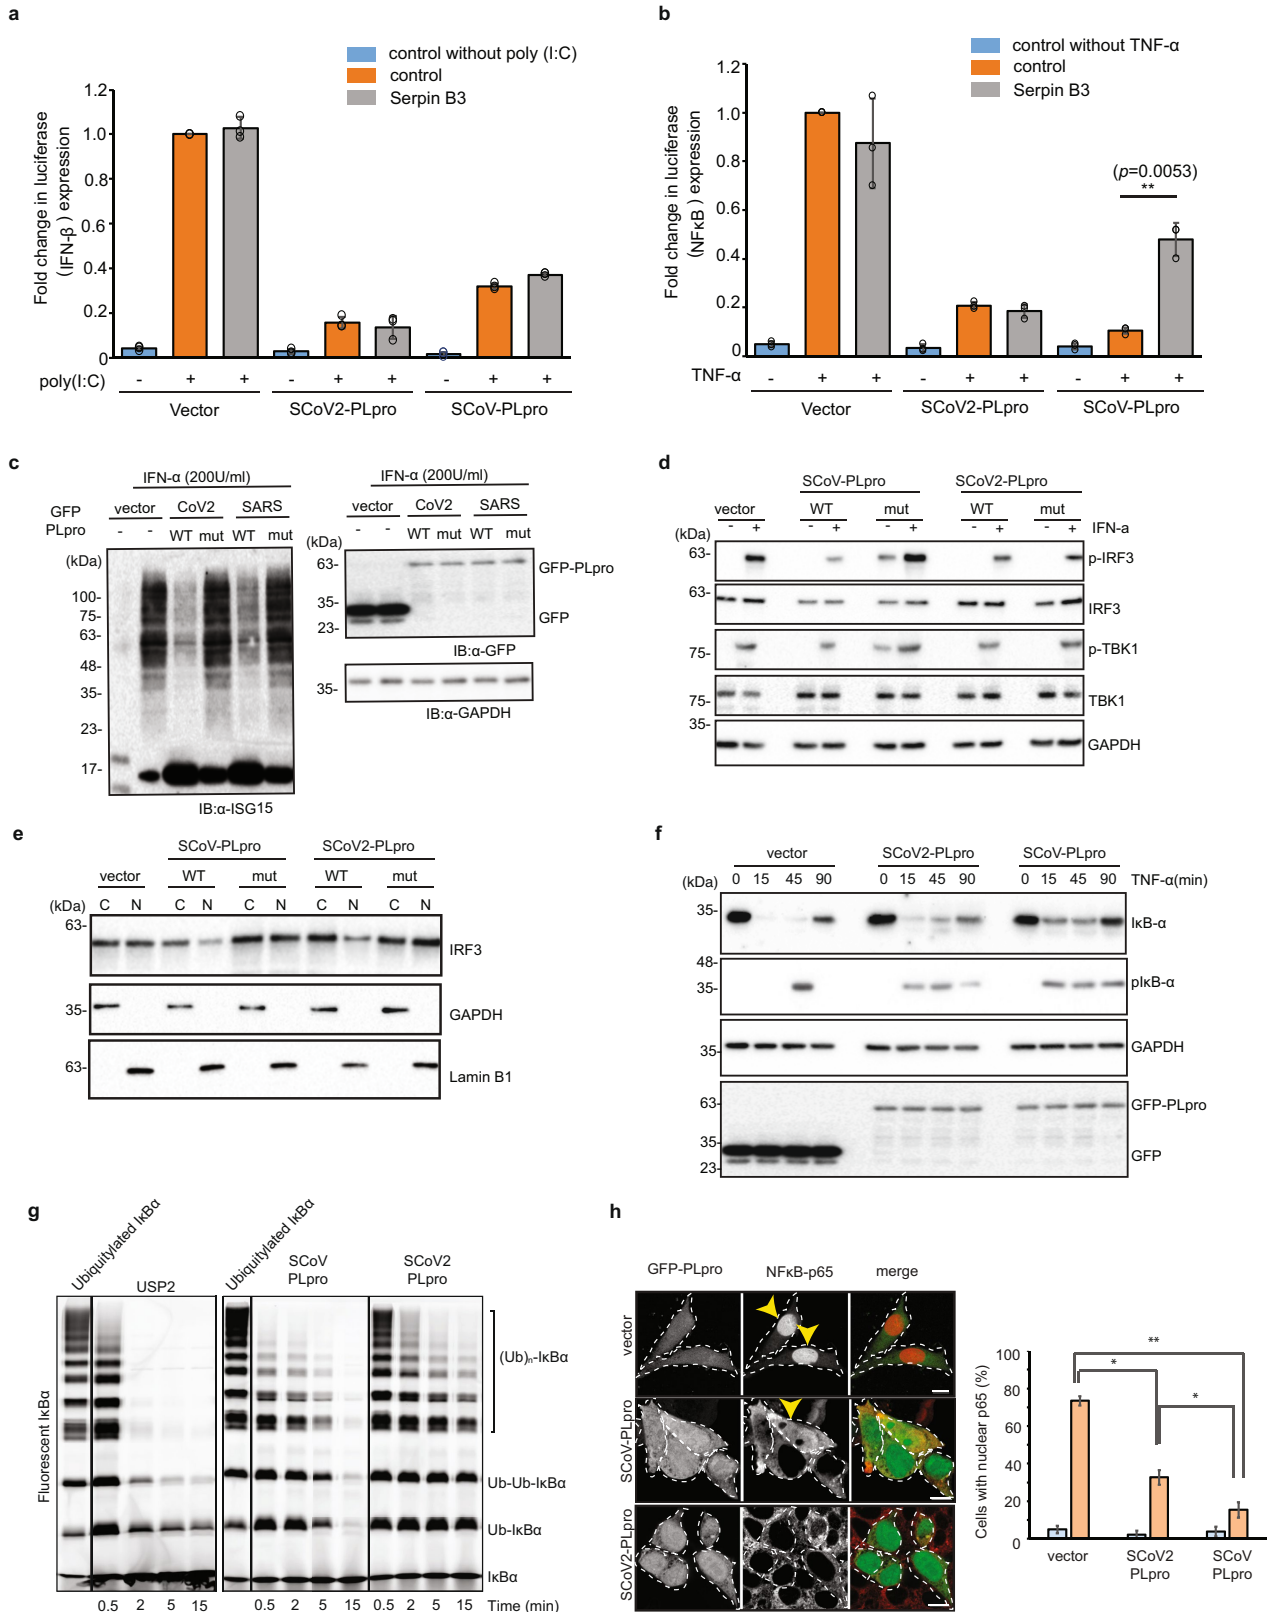 a
control without poly (I:C)
control
Serpin B3
Fold change in luciferase
(IFN-β) expression
1.2
1.0
0.8
0.6
0.4
0.2
0
poly(I:C) - + + - + + - + +
Vector SCoV2-PLpro SCoV-PLpro
b
control without TNF-α
control
Serpin B3
Fold change in luciferase
(NFκB) expression
1.2
1.0
0.8
0.6
0.4
0.2
0
(p=0.0053)
**
TNF-α - + + - + + - + +
Vector SCoV2-PLpro SCoV-PLpro
c
IFN-α (200U/ml)
GFP vector CoV2 SARS
PLpro - - WT mut WT mut
(kDa)
100-
75-
63-
48-
35-
23-
17-
IB:α-ISG15
IFN-α (200U/ml)
vector CoV2 SARS
- - WT mut WT mut
(kDa)
63- GFP-PLpro
35- GFP
23-
IB:α-GFP
35-
IB:α-GAPDH
d
SCoV-PLpro SCoV2-PLpro
vector WT mut WT mut
- + - + - + - + - + IFN-a
(kDa)
63- p-IRF3
63- IRF3
75- p-TBK1
75- TBK1
35- GAPDH
e
SCoV-PLpro SCoV2-PLpro
vector WT mut WT mut
(kDa) C N C N C N C N C N
63- IRF3
35- GAPDH
63- Lamin B1
f
vector SCoV2-PLpro SCoV-PLpro
(kDa) 0 15 45 90 0 15 45 90 0 15 45 90 TNF-α(min)
35- IκB-α
48-
35- pIκB-α
35- GAPDH
63- GFP-PLpro
35- GFP
23-
g
Ubiquitylated IκBα
USP2
Ubiquitylated IκBα
SCoV
PLpro
SCoV2
PLpro
Fluorescent IκBα
(Ub)n-IκBα
Ub-Ub-IκBα
Ub-IκBα
IκBα
0.5 2 5 15 0.5 2 5 15 0.5 2 5 15 Time (min)
h
GFP-PLpro NFκB-p65 merge
vector
SCoV-PLpro
SCoV2-PLpro
Cells with nuclear p65 (%)
100
80
60
40
20
0
**
*
*
vector SCoV2
PLpro
SCoV
PLpro